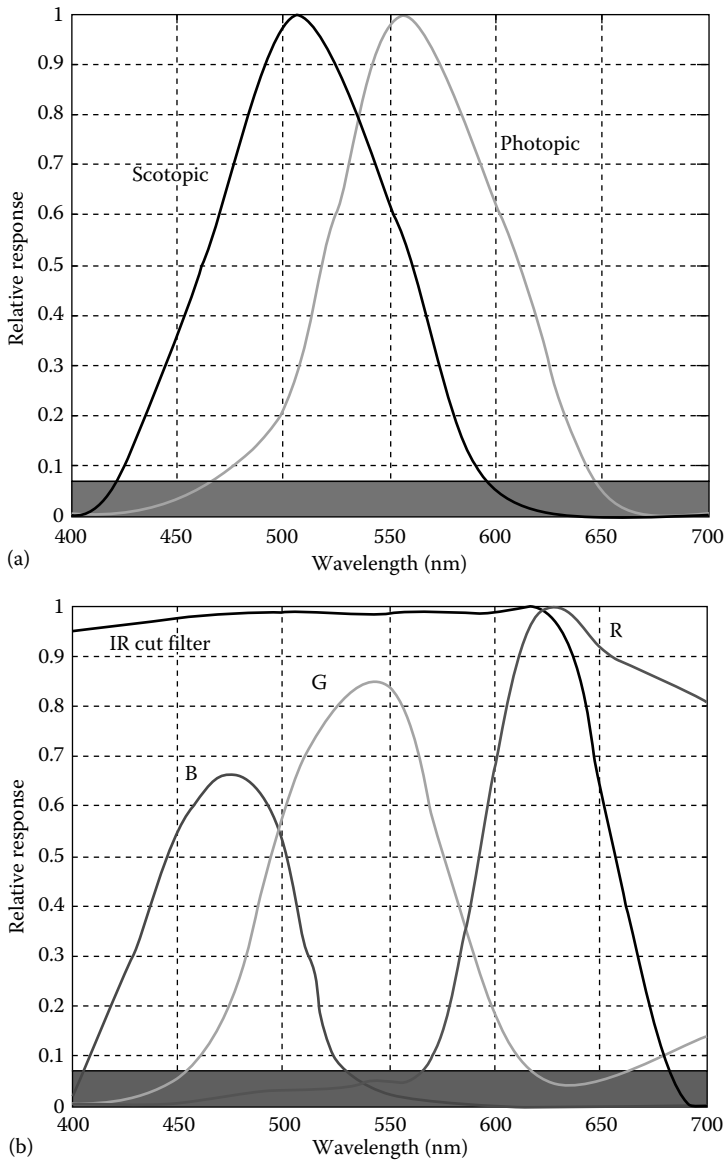 1
0.9
0.8
0.7
0.6
0.5
0.4
0.3
0.2
0.1
0
Relative response
Scotopic
Photopic
400 450 500 550 600 650 700
Wavelength (nm)
(a)
1
0.9
0.8
0.7
0.6
0.5
0.4
0.3
0.2
0.1
0
Relative response
IR cut filter
R
G
B
400 450 500 550 600 650 700
Wavelength (nm)
(b)